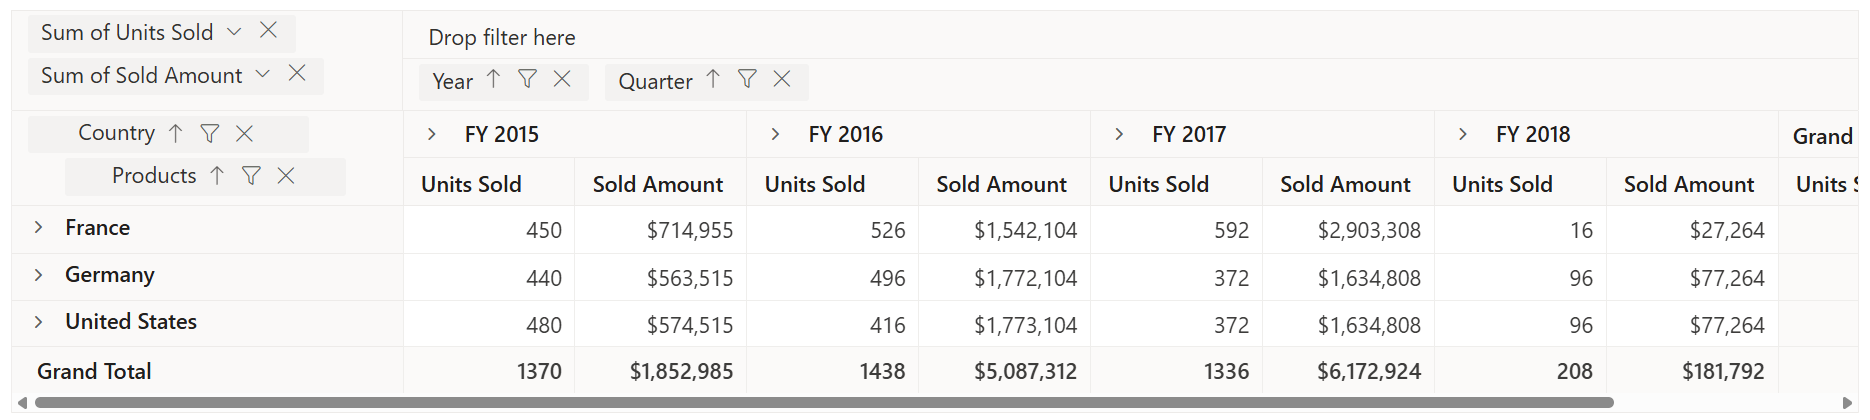 Sum of Units Sold
Drop filter here
Sum of Sold Amount
Year Quarter
Country FY 2015 FY 2016 FY 2017 FY 2018 Grand
Products Units Sold Sold Amount Units Sold Sold Amount Units Sold Sold Amount Units Sold Sold Amount Units
France 450 $714,955 526 $1,542,104 592 $2,903,308 16 $27,264
Germany 440 $563,515 496 $1,772,104 372 $1,634,808 96 $77,264
United States 480 $574,515 416 $1,773,104 372 $1,634,808 96 $77,264
Grand Total 1370 $1,852,985 1438 $5,087,312 1336 $6,172,924 208 $181,792